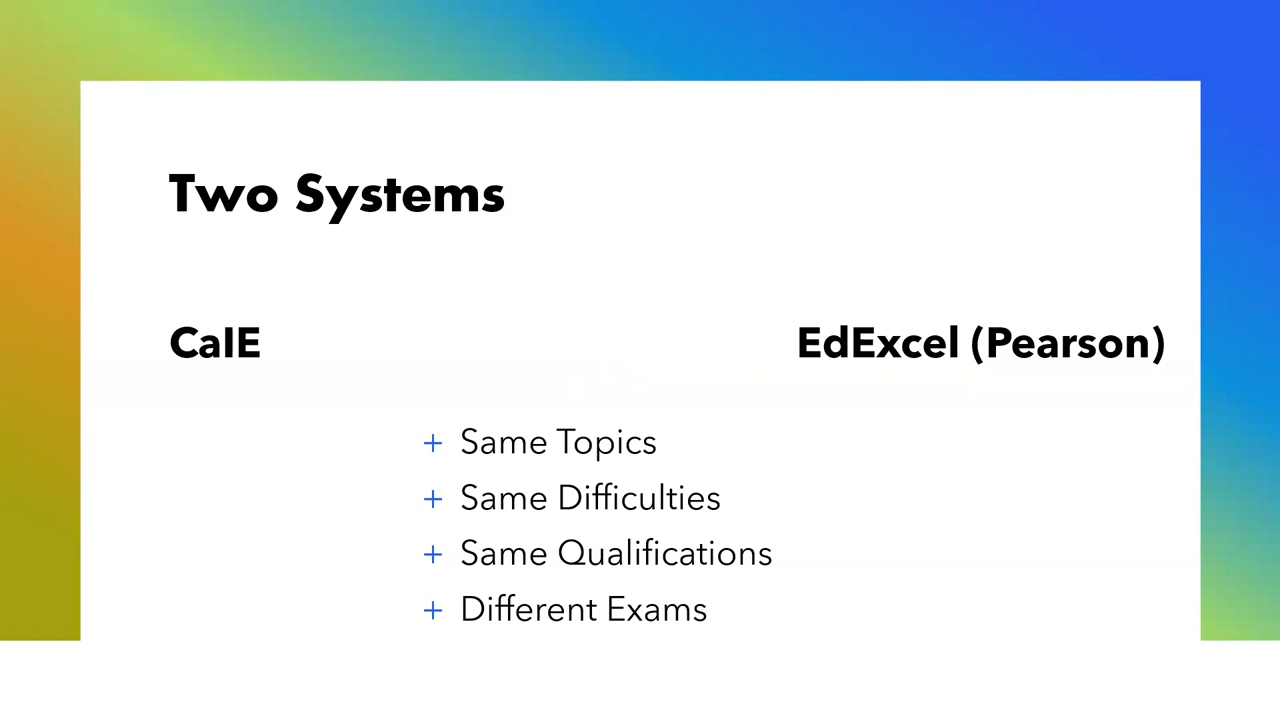 Two Systems
CaIE
EdExcel (Pearson)
+ Same Topics
+ Same Difficulties
+ Same Qualifications
+ Different Exams